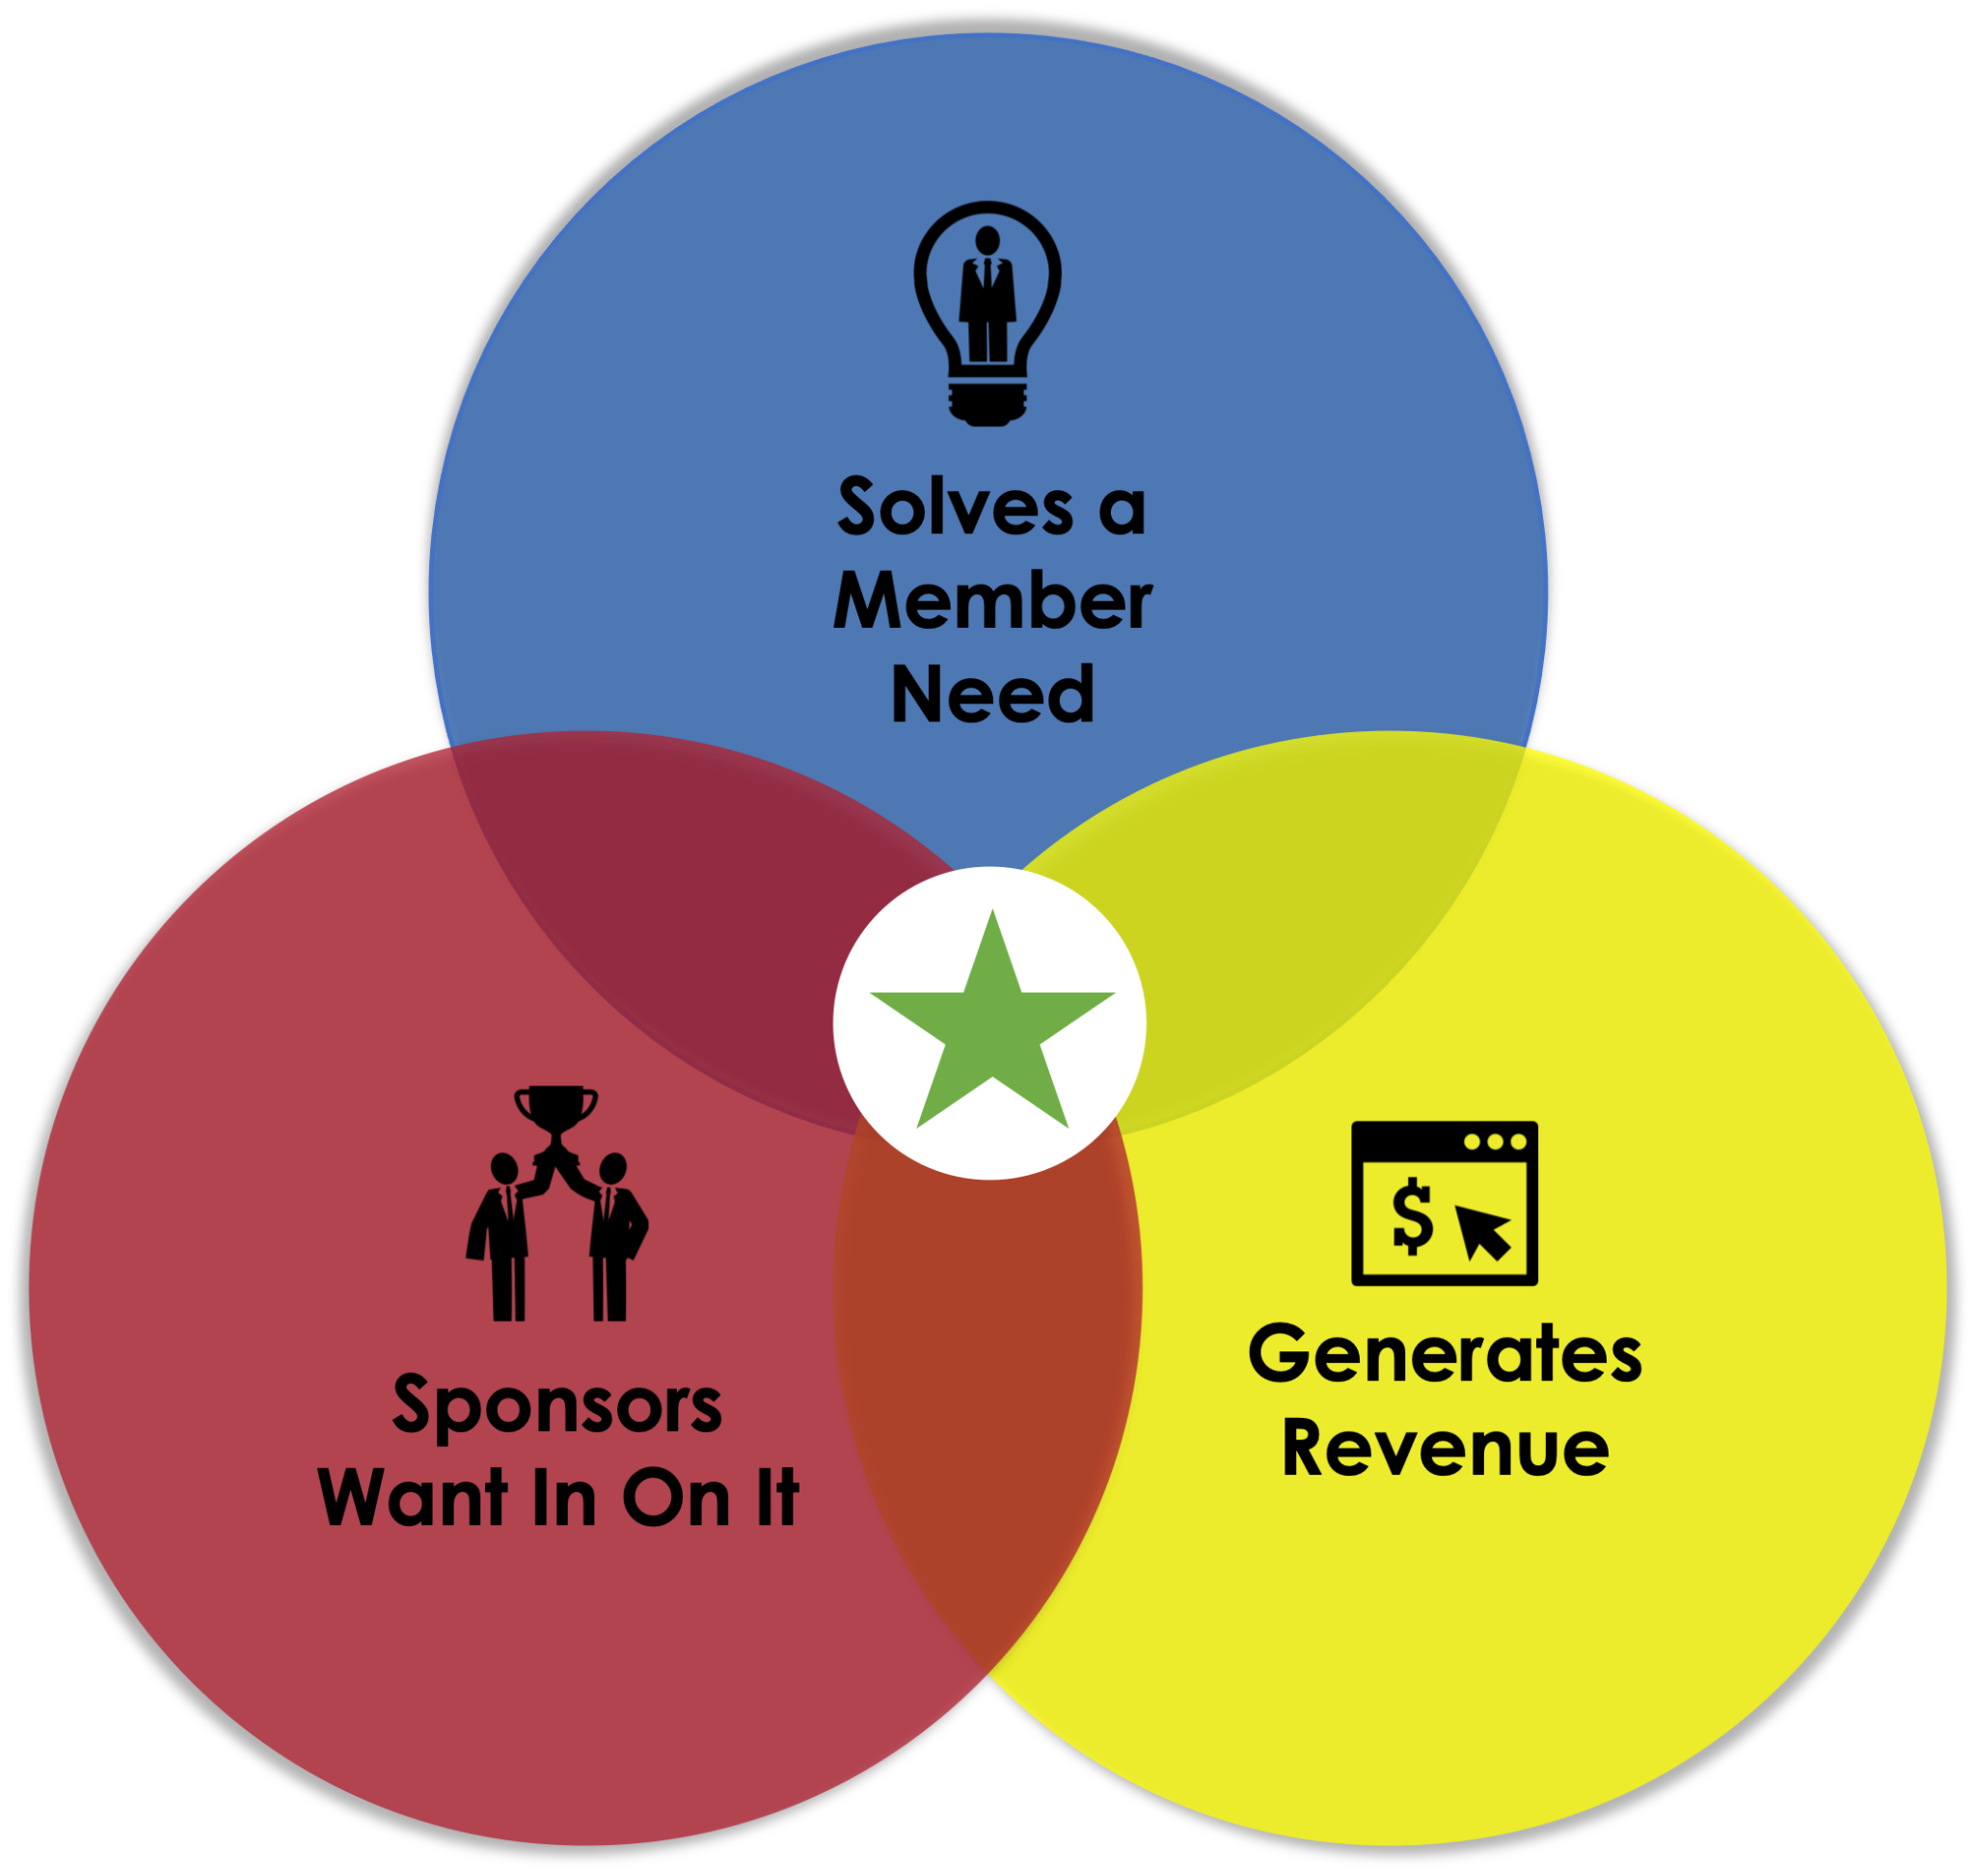 Solves a
Member
Need
Sponsors
Want In On It
$
Generates
Revenue